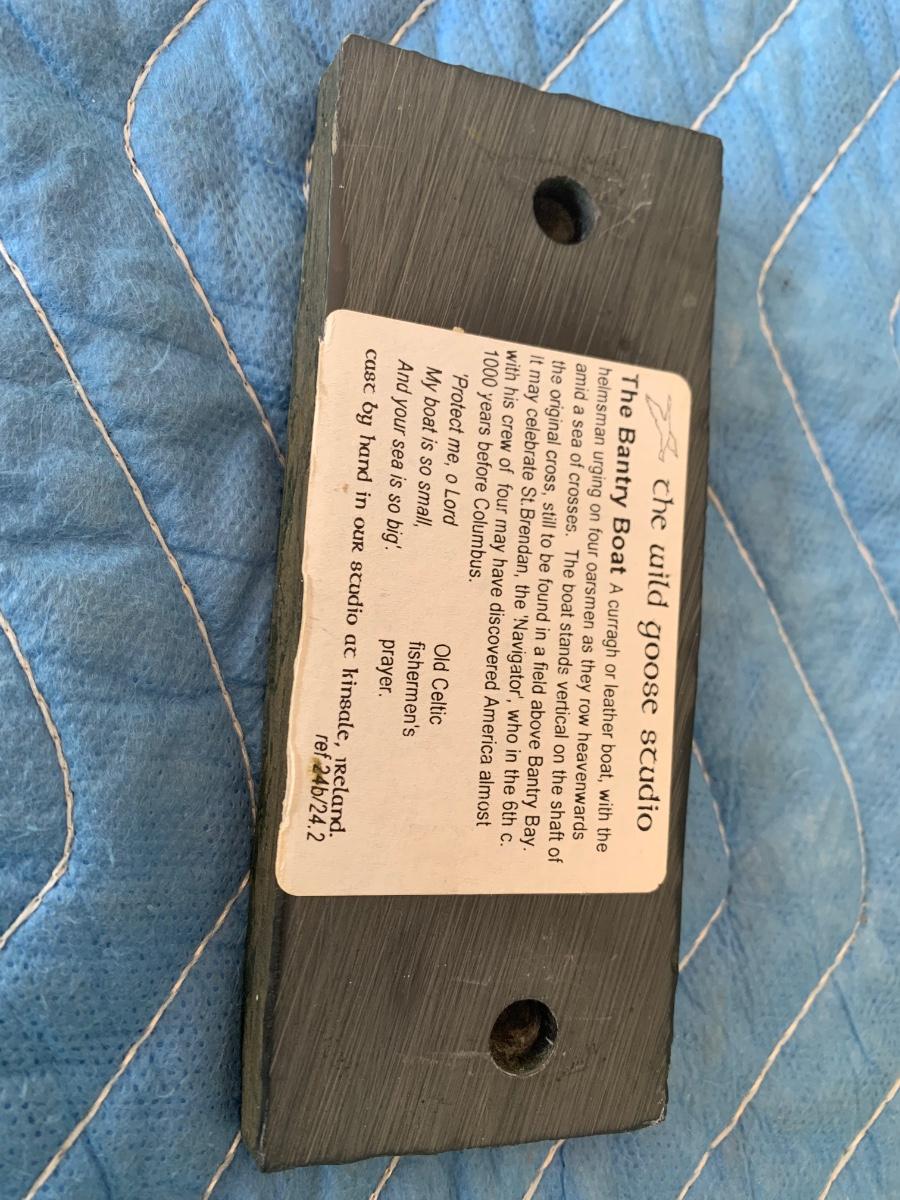 the wild goose studio
The Bantry Boat A curragh or leather boat, with the
helmsman urging on four oarsmen as they row heavenwards
amid a sea of crosses. The boat stands vertical on the shaft of
the original cross, still to be found in a field above Bantry Bay.
it may celebrate St.Brendan, the 'Navigator', who in the 6th c.
with his crew of four may have discovered America almost
1000 years before Columbus.
'Protect me, o Lord
My boat is so small,
And your sea is so big'.
Old Celtic
fishermen's
prayer.
cast by hand in our studio at kinsale, ireland.
ref 24b/24.2